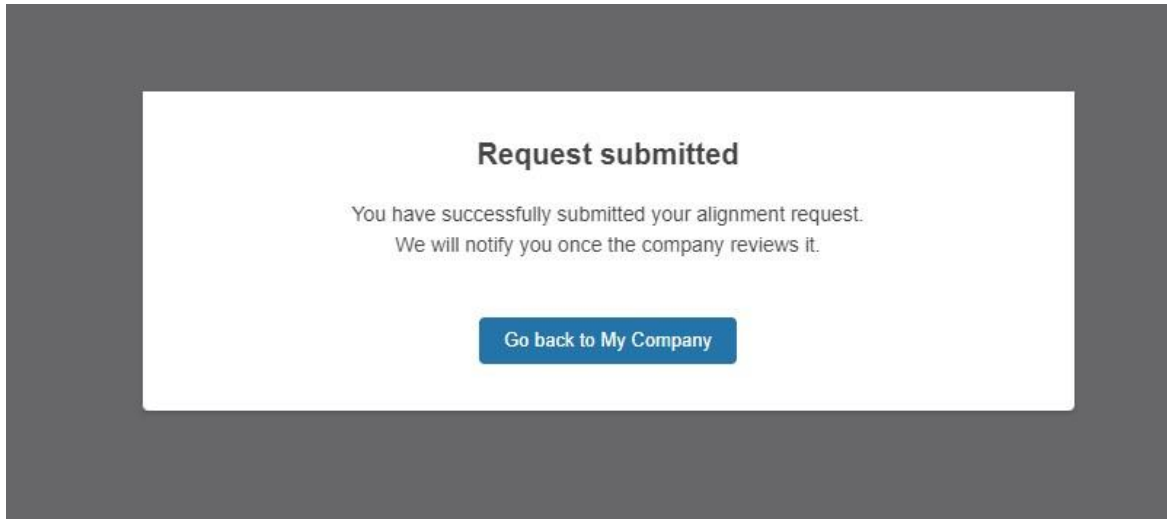 Request submitted
You have successfully submitted your alignment request.
We will notify you once the company reviews it.
Go back to My Company